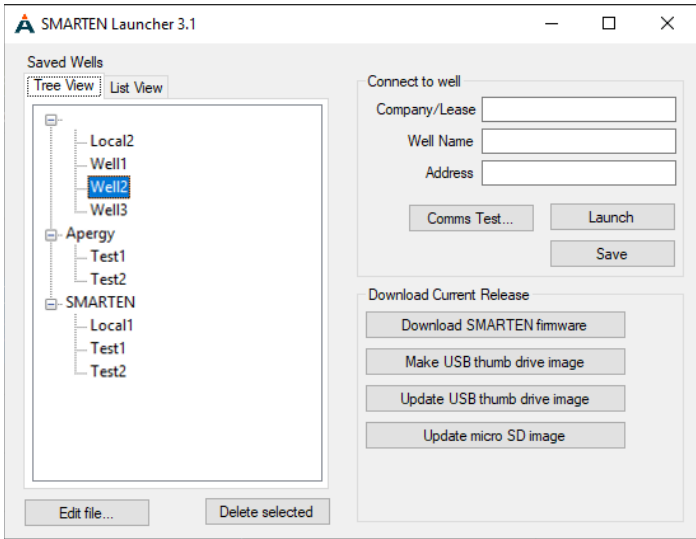 SMARTEN Launcher 3.1
Saved Wells
Tree View
List View
Local2
Well1
Well2
Well3
Apergy
Test1
Test2
SMARTEN
Local1
Test1
Test2
Edit file...
Delete selected
Connect to well
Company/Lease
Well Name
Address
Comms Test...
Launch
Save
Download Current Release
Download SMARTEN firmware
Make USB thumb drive image
Update USB thumb drive image
Update micro SD image